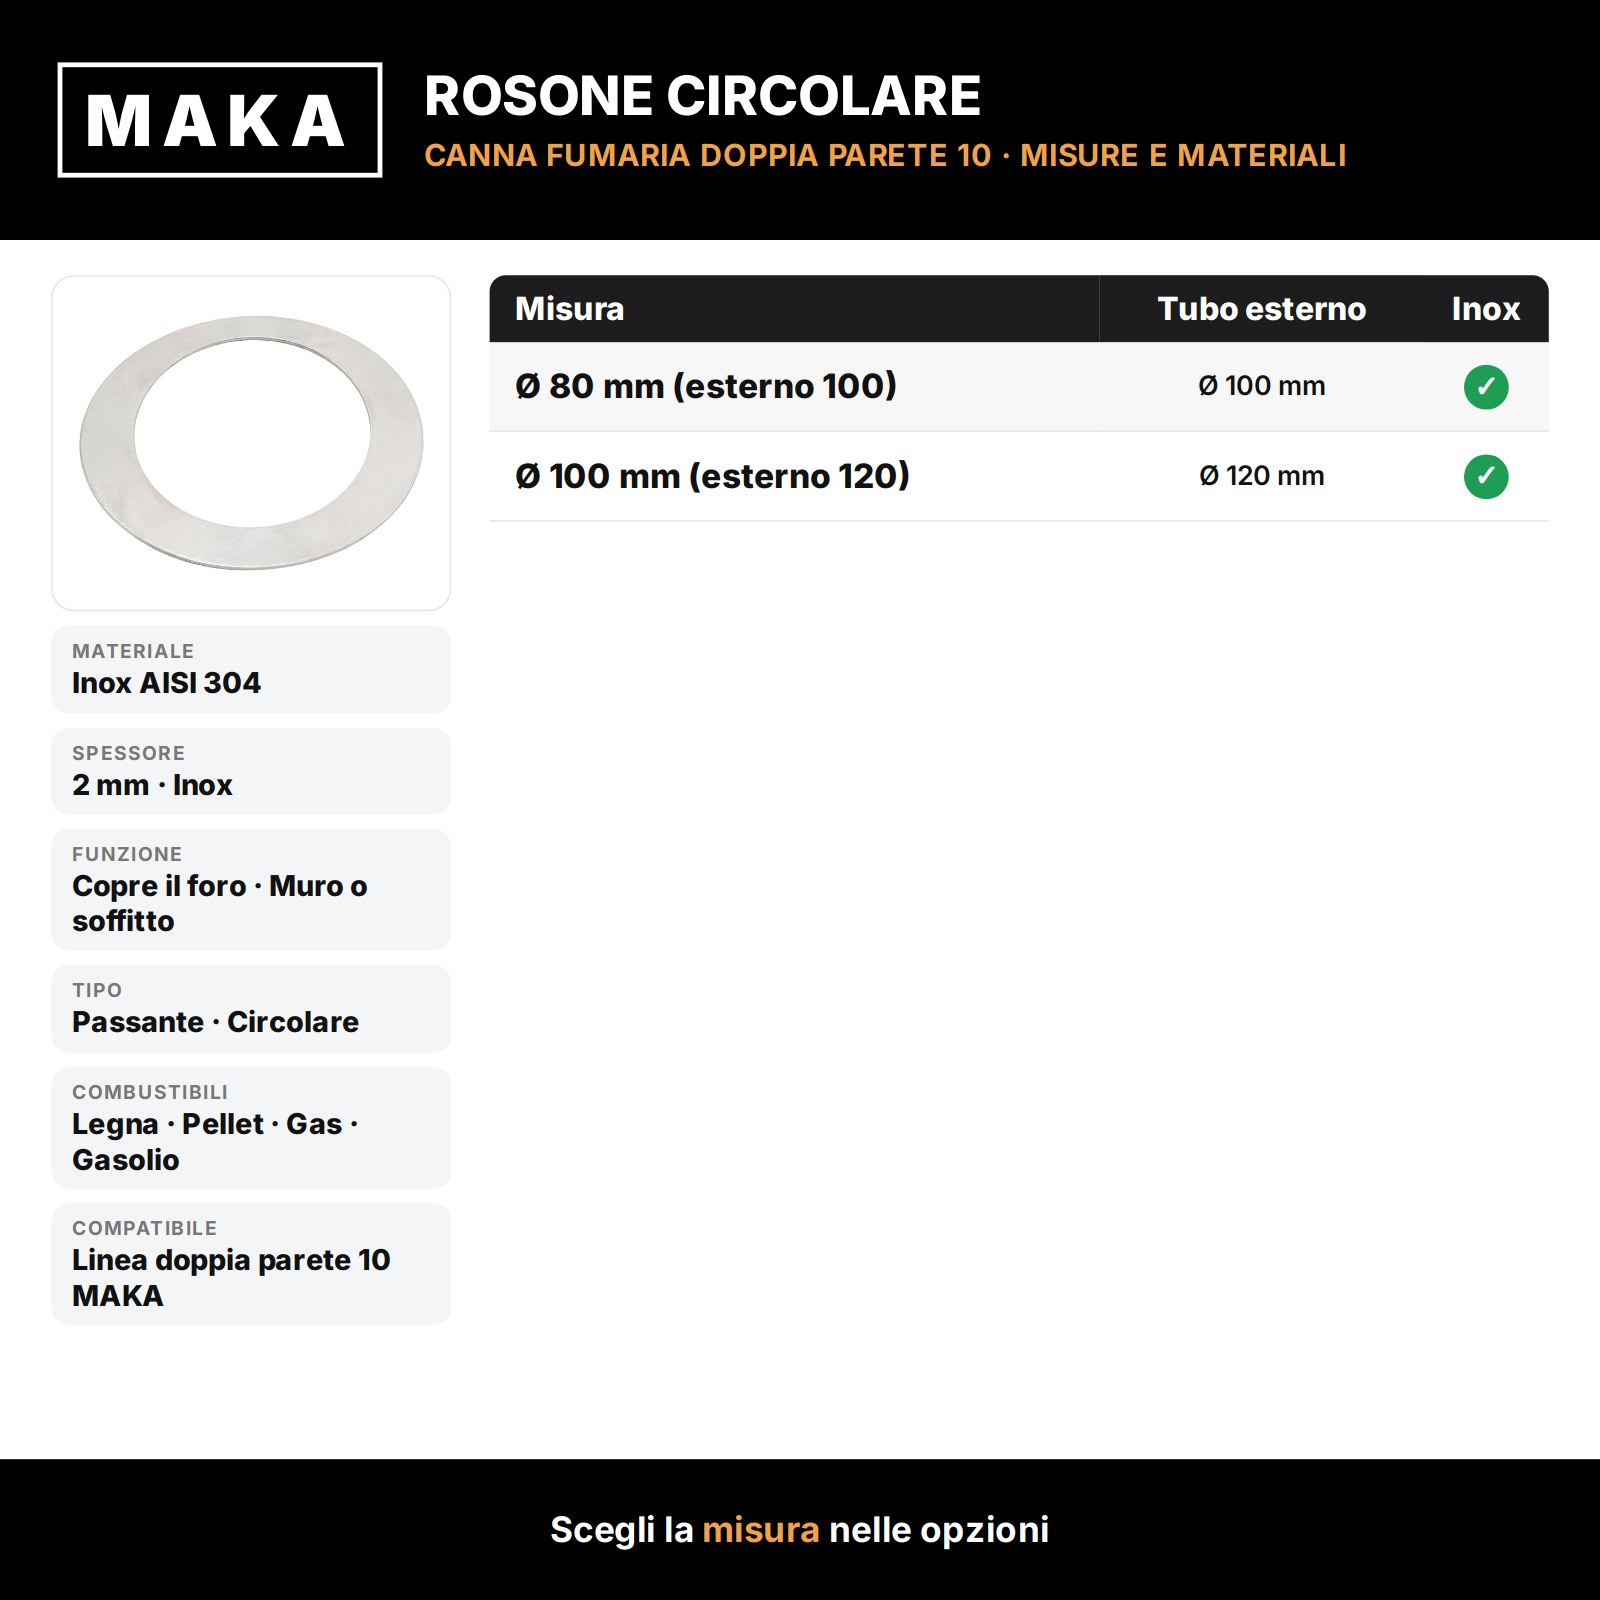 MAKA
ROSONE CIRCOLARE
CANNA FUMARIA DOPPIA PARETE 10 · MISURE E MATERIALI
Misura Tubo esterno Inox
Ø 80 mm (esterno 100) Ø 100 mm ✓
Ø 100 mm (esterno 120) Ø 120 mm ✓
MATERIALE
Inox AISI 304
SPESSORE
2 mm · Inox
FUNZIONE
Copre il foro · Muro o
soffitto
TIPO
Passante · Circolare
COMBUSTIBILI
Legna · Pellet · Gas ·
Gasolio
COMPATIBILE
Linea doppia parete 10
MAKA
Scegli la misura nelle opzioni